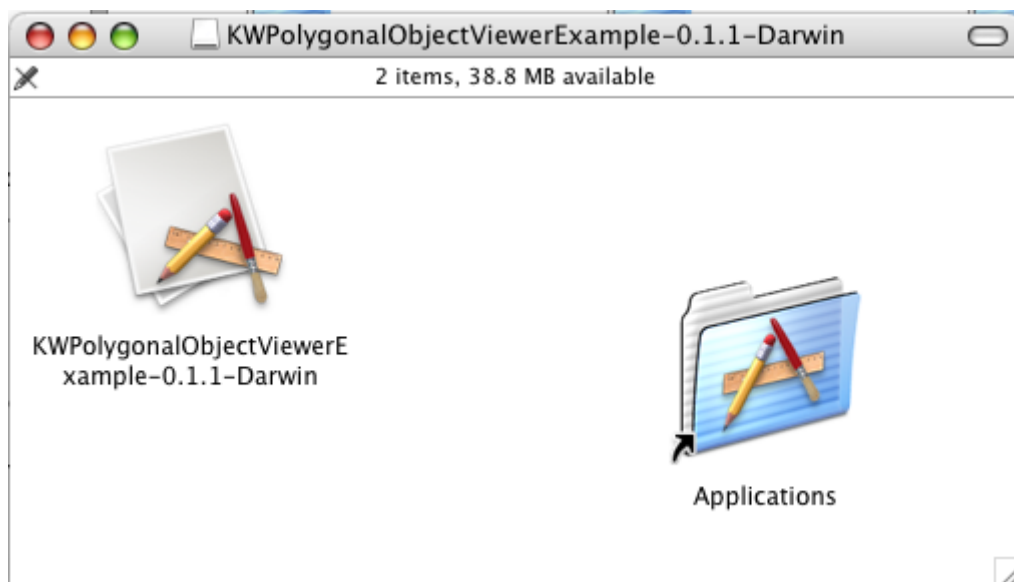 KWPolygonalObjectViewerExample-0.1.1-Darwin
2 items, 38.8 MB available
KWPolygonalObjectViewerE
xample-0.1.1-Darwin
Applications